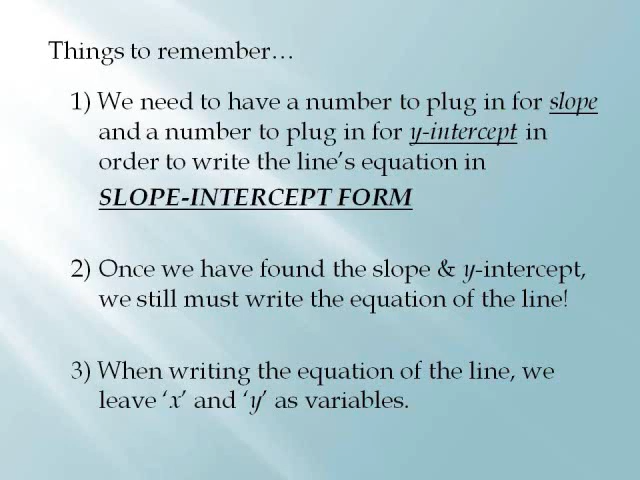 Things to remember…
1) We need to have a number to plug in for slope
and a number to plug in for y-intercept in
order to write the line’s equation in
SLOPE-INTERCEPT FORM
2) Once we have found the slope & y-intercept,
we still must write the equation of the line!
3) When writing the equation of the line, we
leave ‘x’ and ‘y’ as variables.